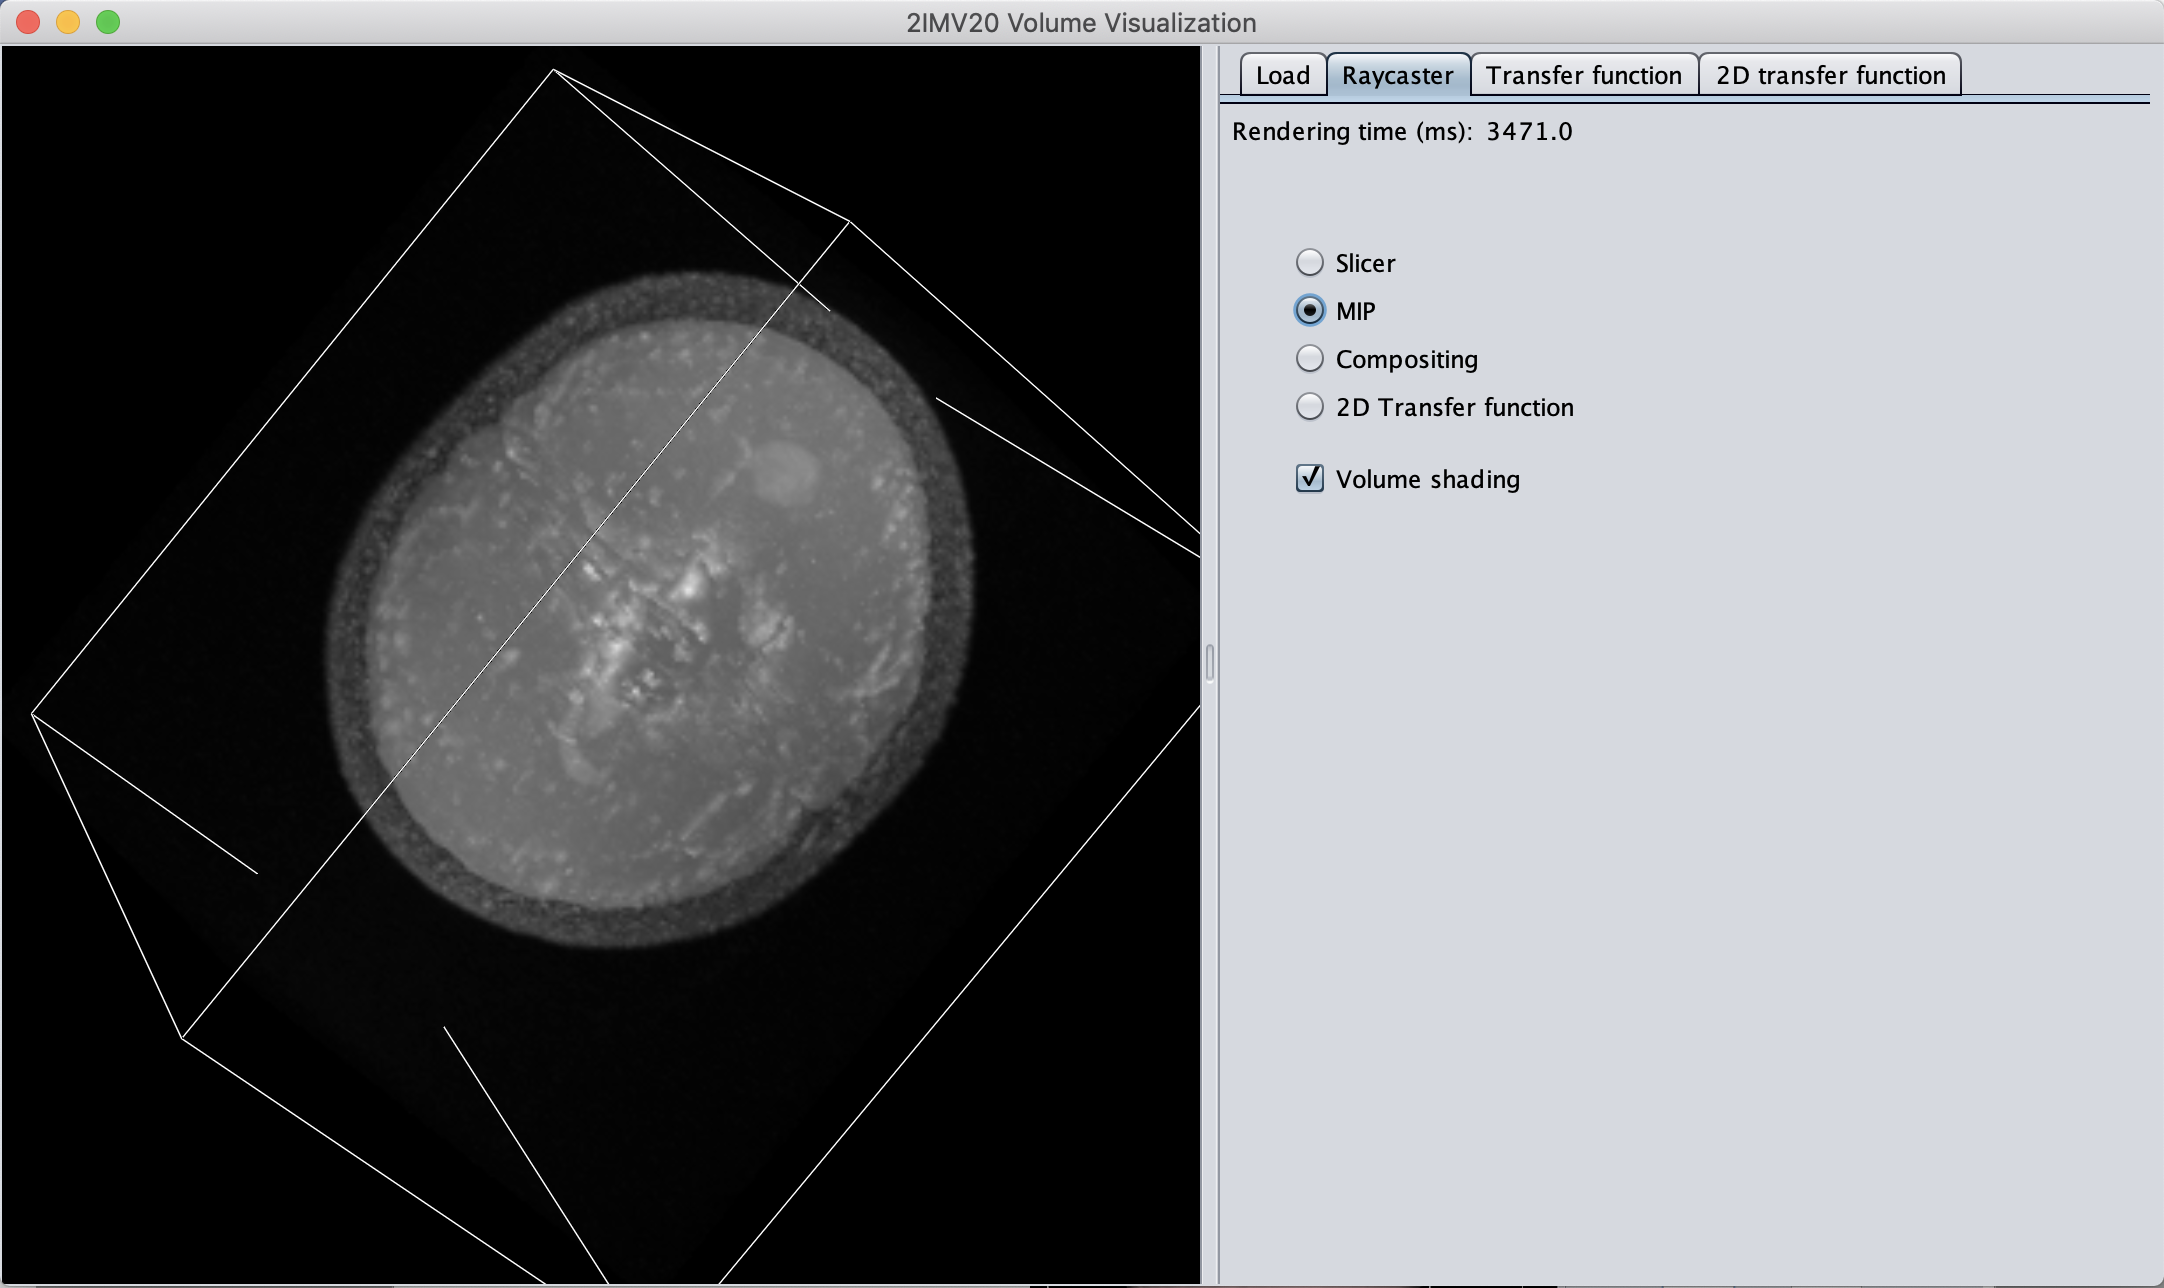 2IMV20 Volume Visualization
Load Raycaster Transfer function 2D transfer function
Rendering time (ms): 3471.0
Slicer
MIP
Compositing
2D Transfer function
Volume shading